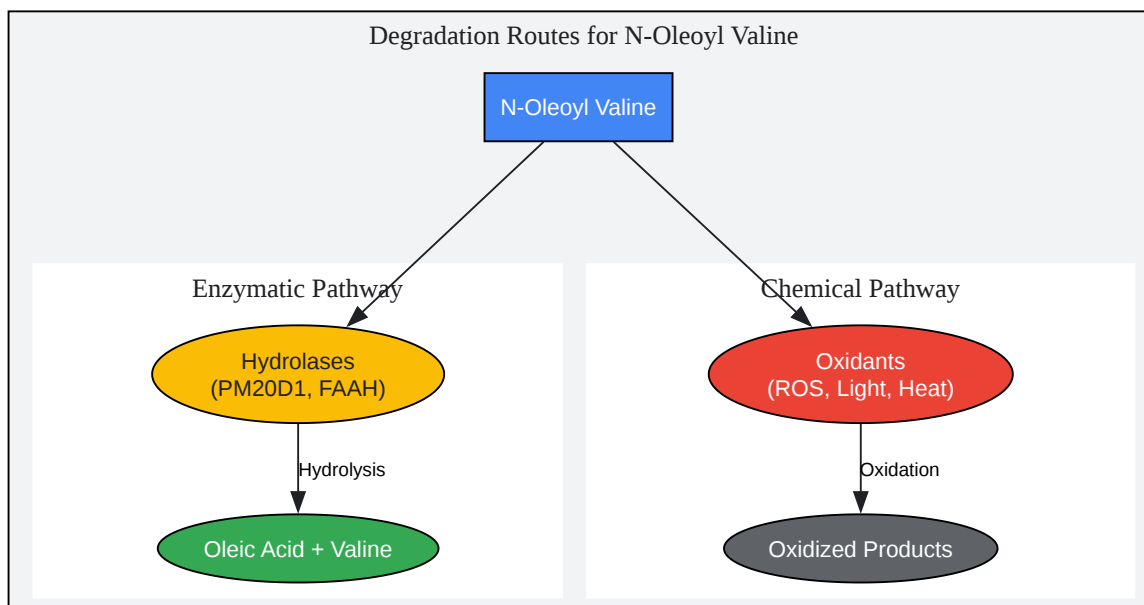 Degradation Routes for N-Oleoyl Valine
N-Oleoyl Valine
Enzymatic Pathway
Hydrolases
(PM20D1, FAAH)
Hydrolysis
Oleic Acid + Valine
Chemical Pathway
Oxidants
(ROS, Light, Heat)
Oxidation
Oxidized Products